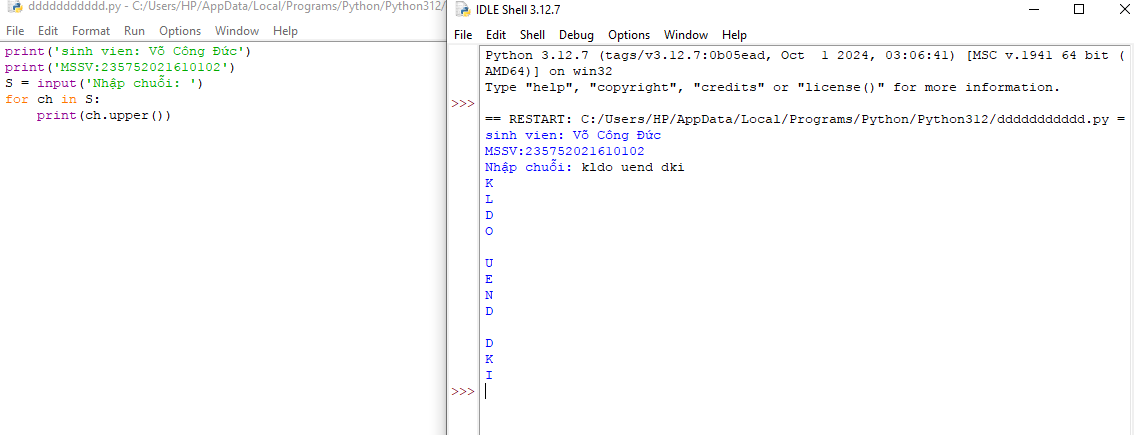 ddddddddddd.py - C:/Users/HP/AppData/Local/Programs/Python/Python312/
File Edit Format Run Options Window Help
print('sinh vien: Võ Công Đức')
print('MSSV:235752021610102')
S = input('Nhập chuỗi: ')
for ch in S:
    print(ch.upper())
IDLE Shell 3.12.7
File Edit Shell Debug Options Window Help
Python 3.12.7 (tags/v3.12.7:0b05ead, Oct  1 2024, 03:06:41) [MSC v.1941 64 bit (
AMD64)] on win32
Type "help", "copyright", "credits" or "license()" for more information.
>>>
== RESTART: C:/Users/HP/AppData/Local/Programs/Python/Python312/ddddddddddd.py =
sinh vien: Võ Công Đức
MSSV:235752021610102
Nhập chuỗi: kldo uend dki
K
L
D
O
U
E
N
D
D
K
I
>>>